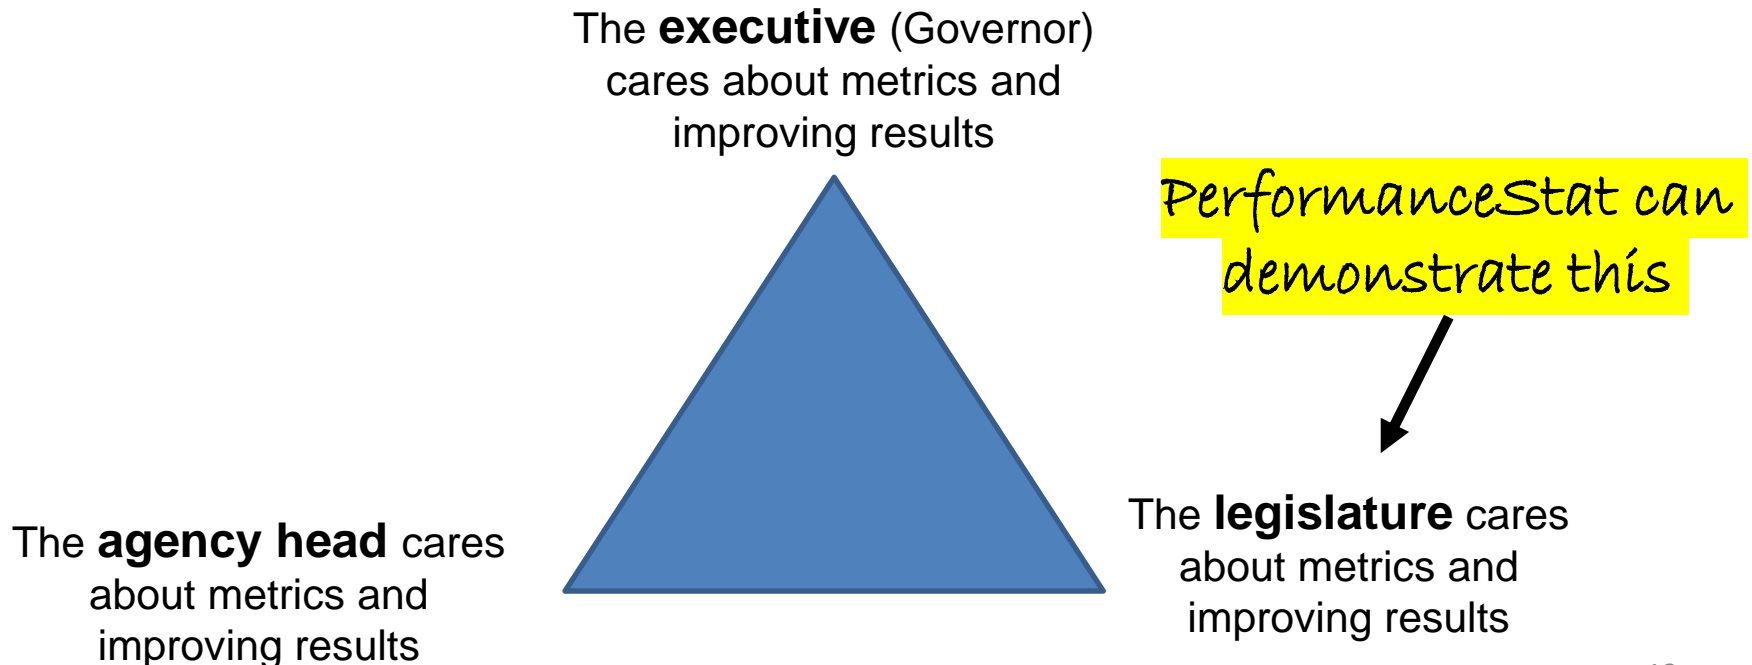 The executive (Governor)
cares about metrics and
improving results
PerformanceStat can
demonstrate this
The legislature cares
about metrics and
improving results
The agency head cares
about metrics and
improving results